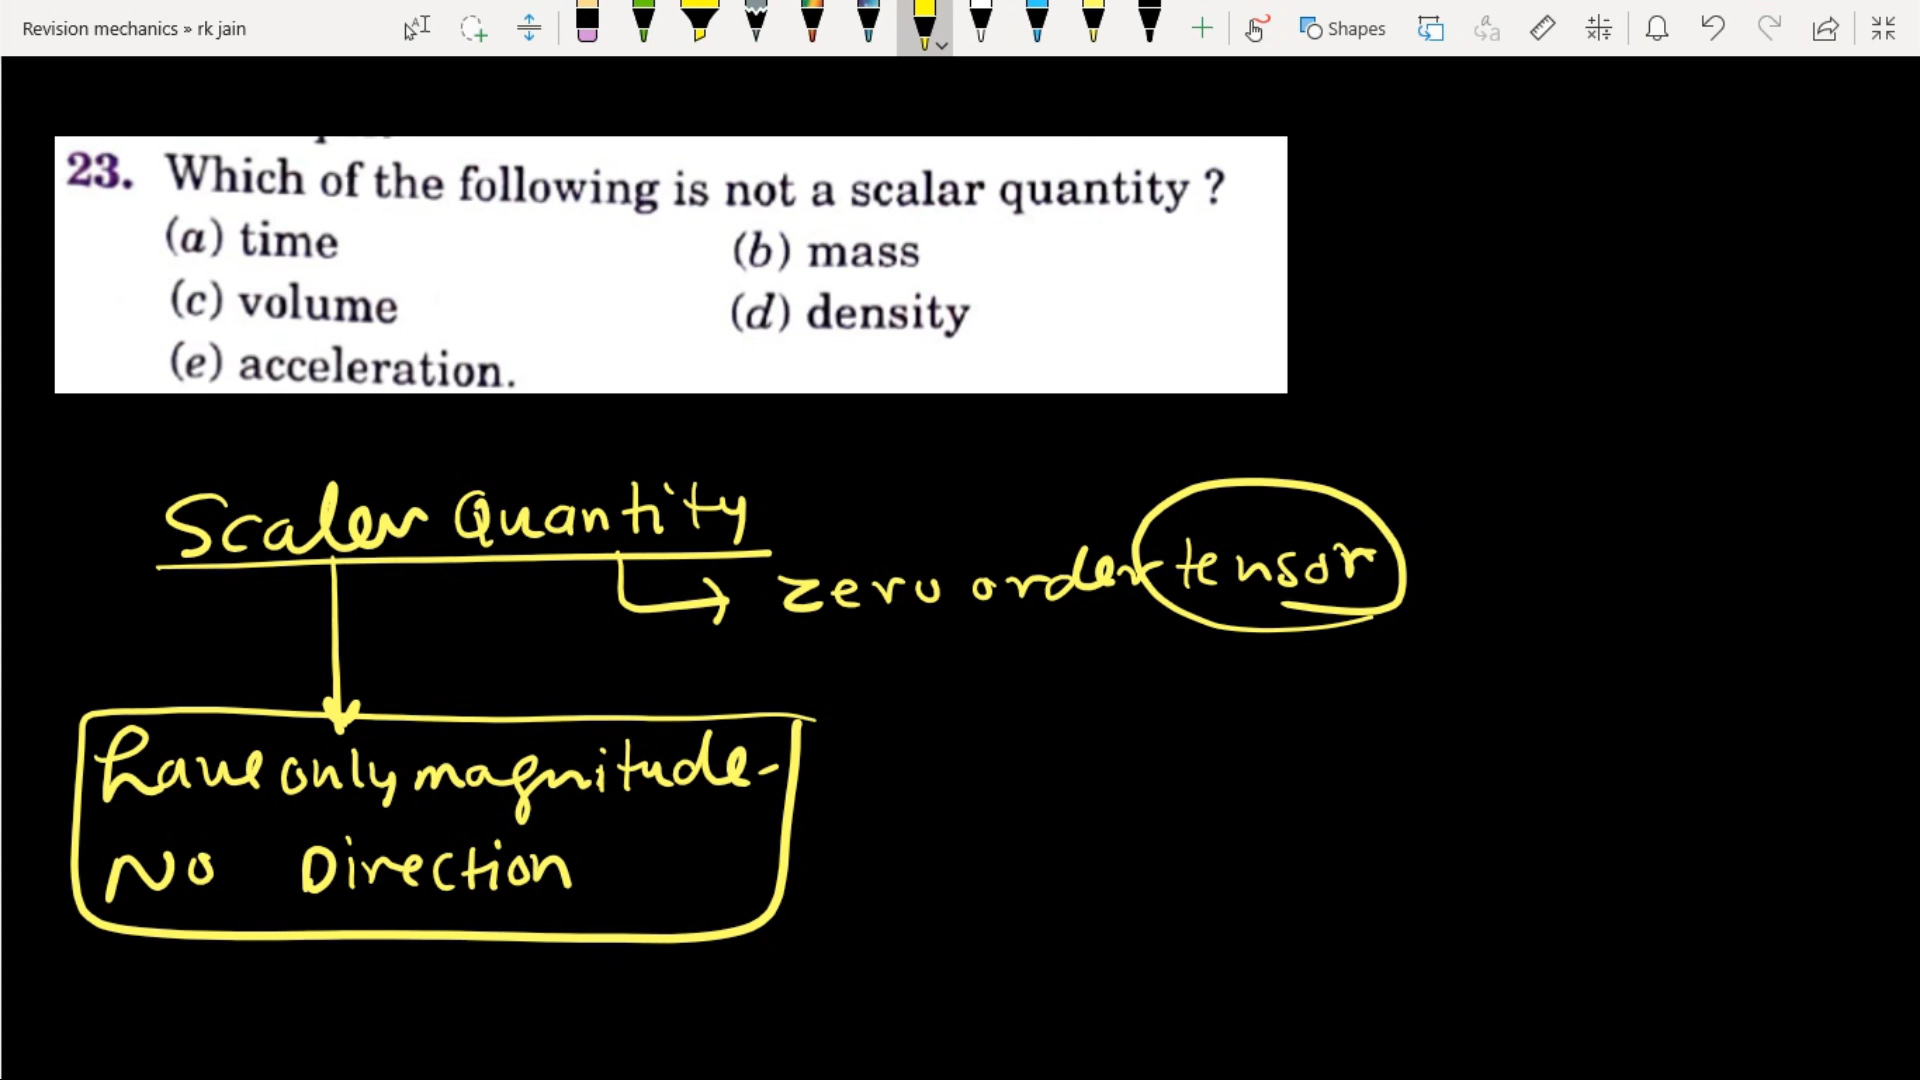 Revision mechanics » rk jain
Shapes
23. Which of the following is not a scalar quantity ?
(a) time (b) mass
(c) volume (d) density
(e) acceleration.
Scaler Quantity
zero order tensor
have only magnitude -
No Direction